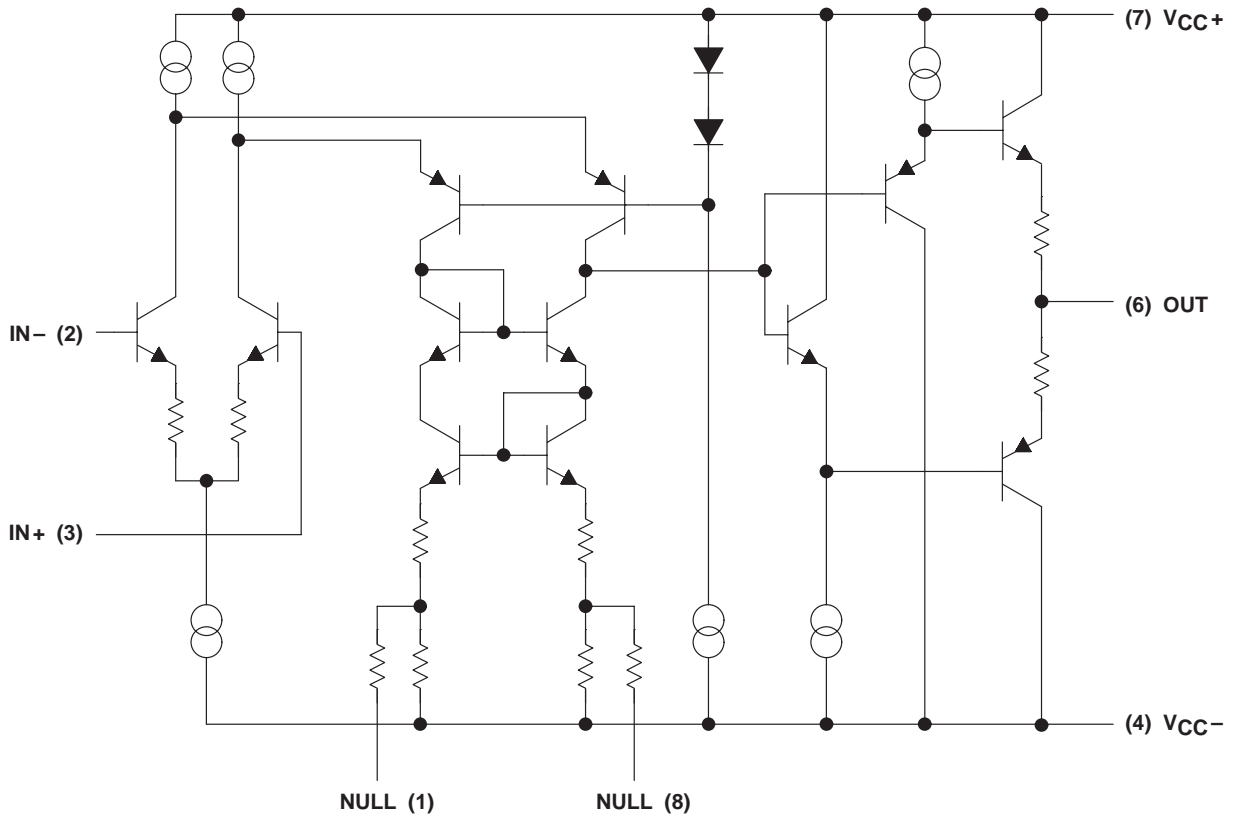 (7) VCC+
IN− (2)
(6) OUT
IN+ (3)
(4) VCC−
NULL (1)
NULL (8)